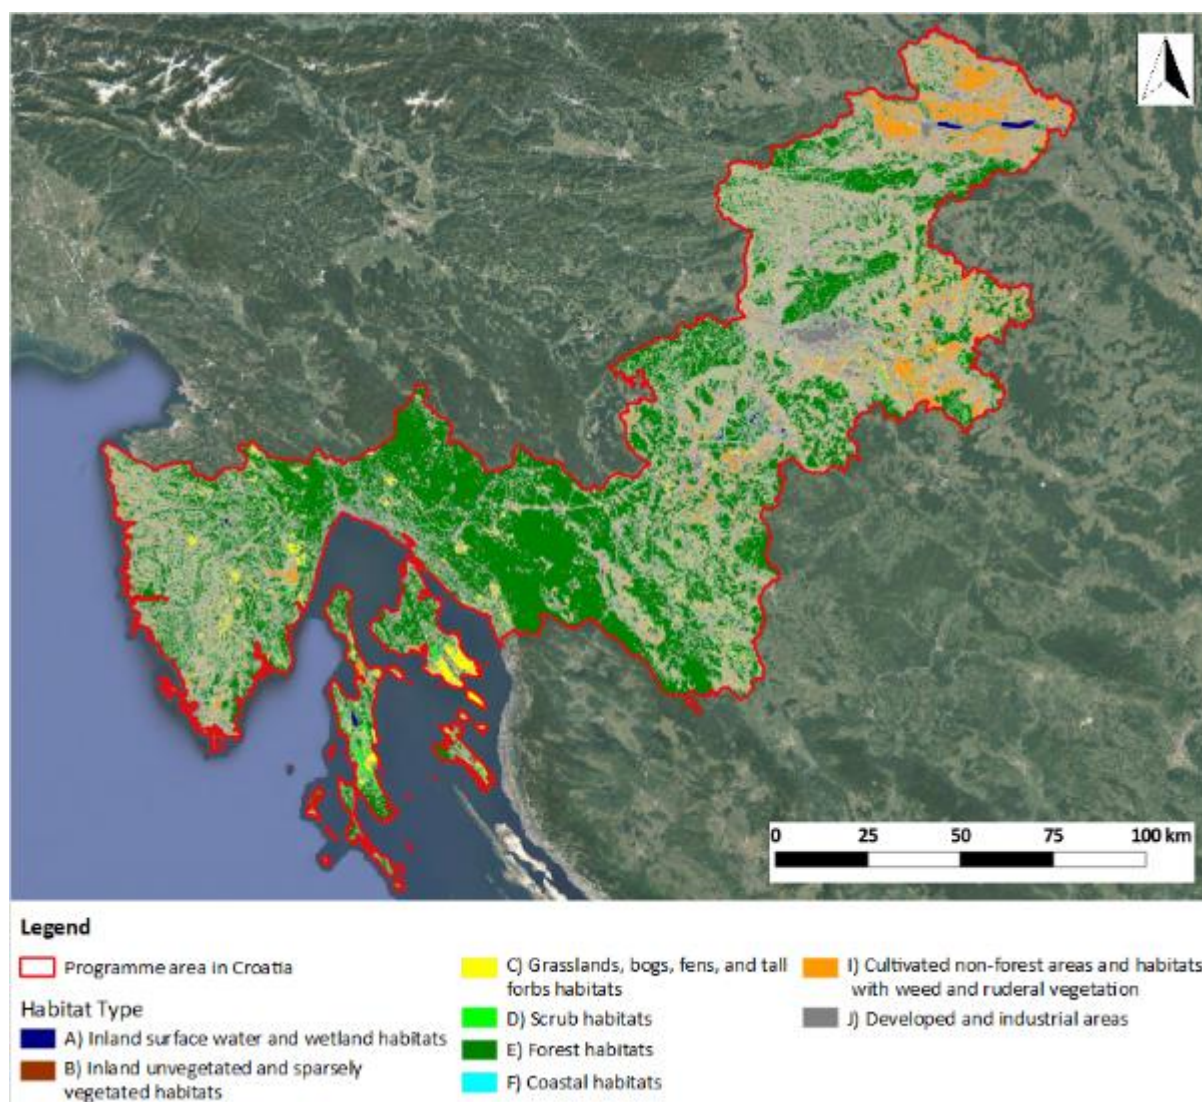 0 25 50 75 100 km
Legend
Programme area in Croatia
Habitat Type
A) Inland surface water and wetland habitats
B) Inland unvegetated and sparsely
vegetated habitats
C) Grasslands, bogs, fens, and tall
forbs habitats
D) Scrub habitats
E) Forest habitats
F) Coastal habitats
I) Cultivated non-forest areas and habitats
with weed and ruderal vegetation
J) Developed and industrial areas